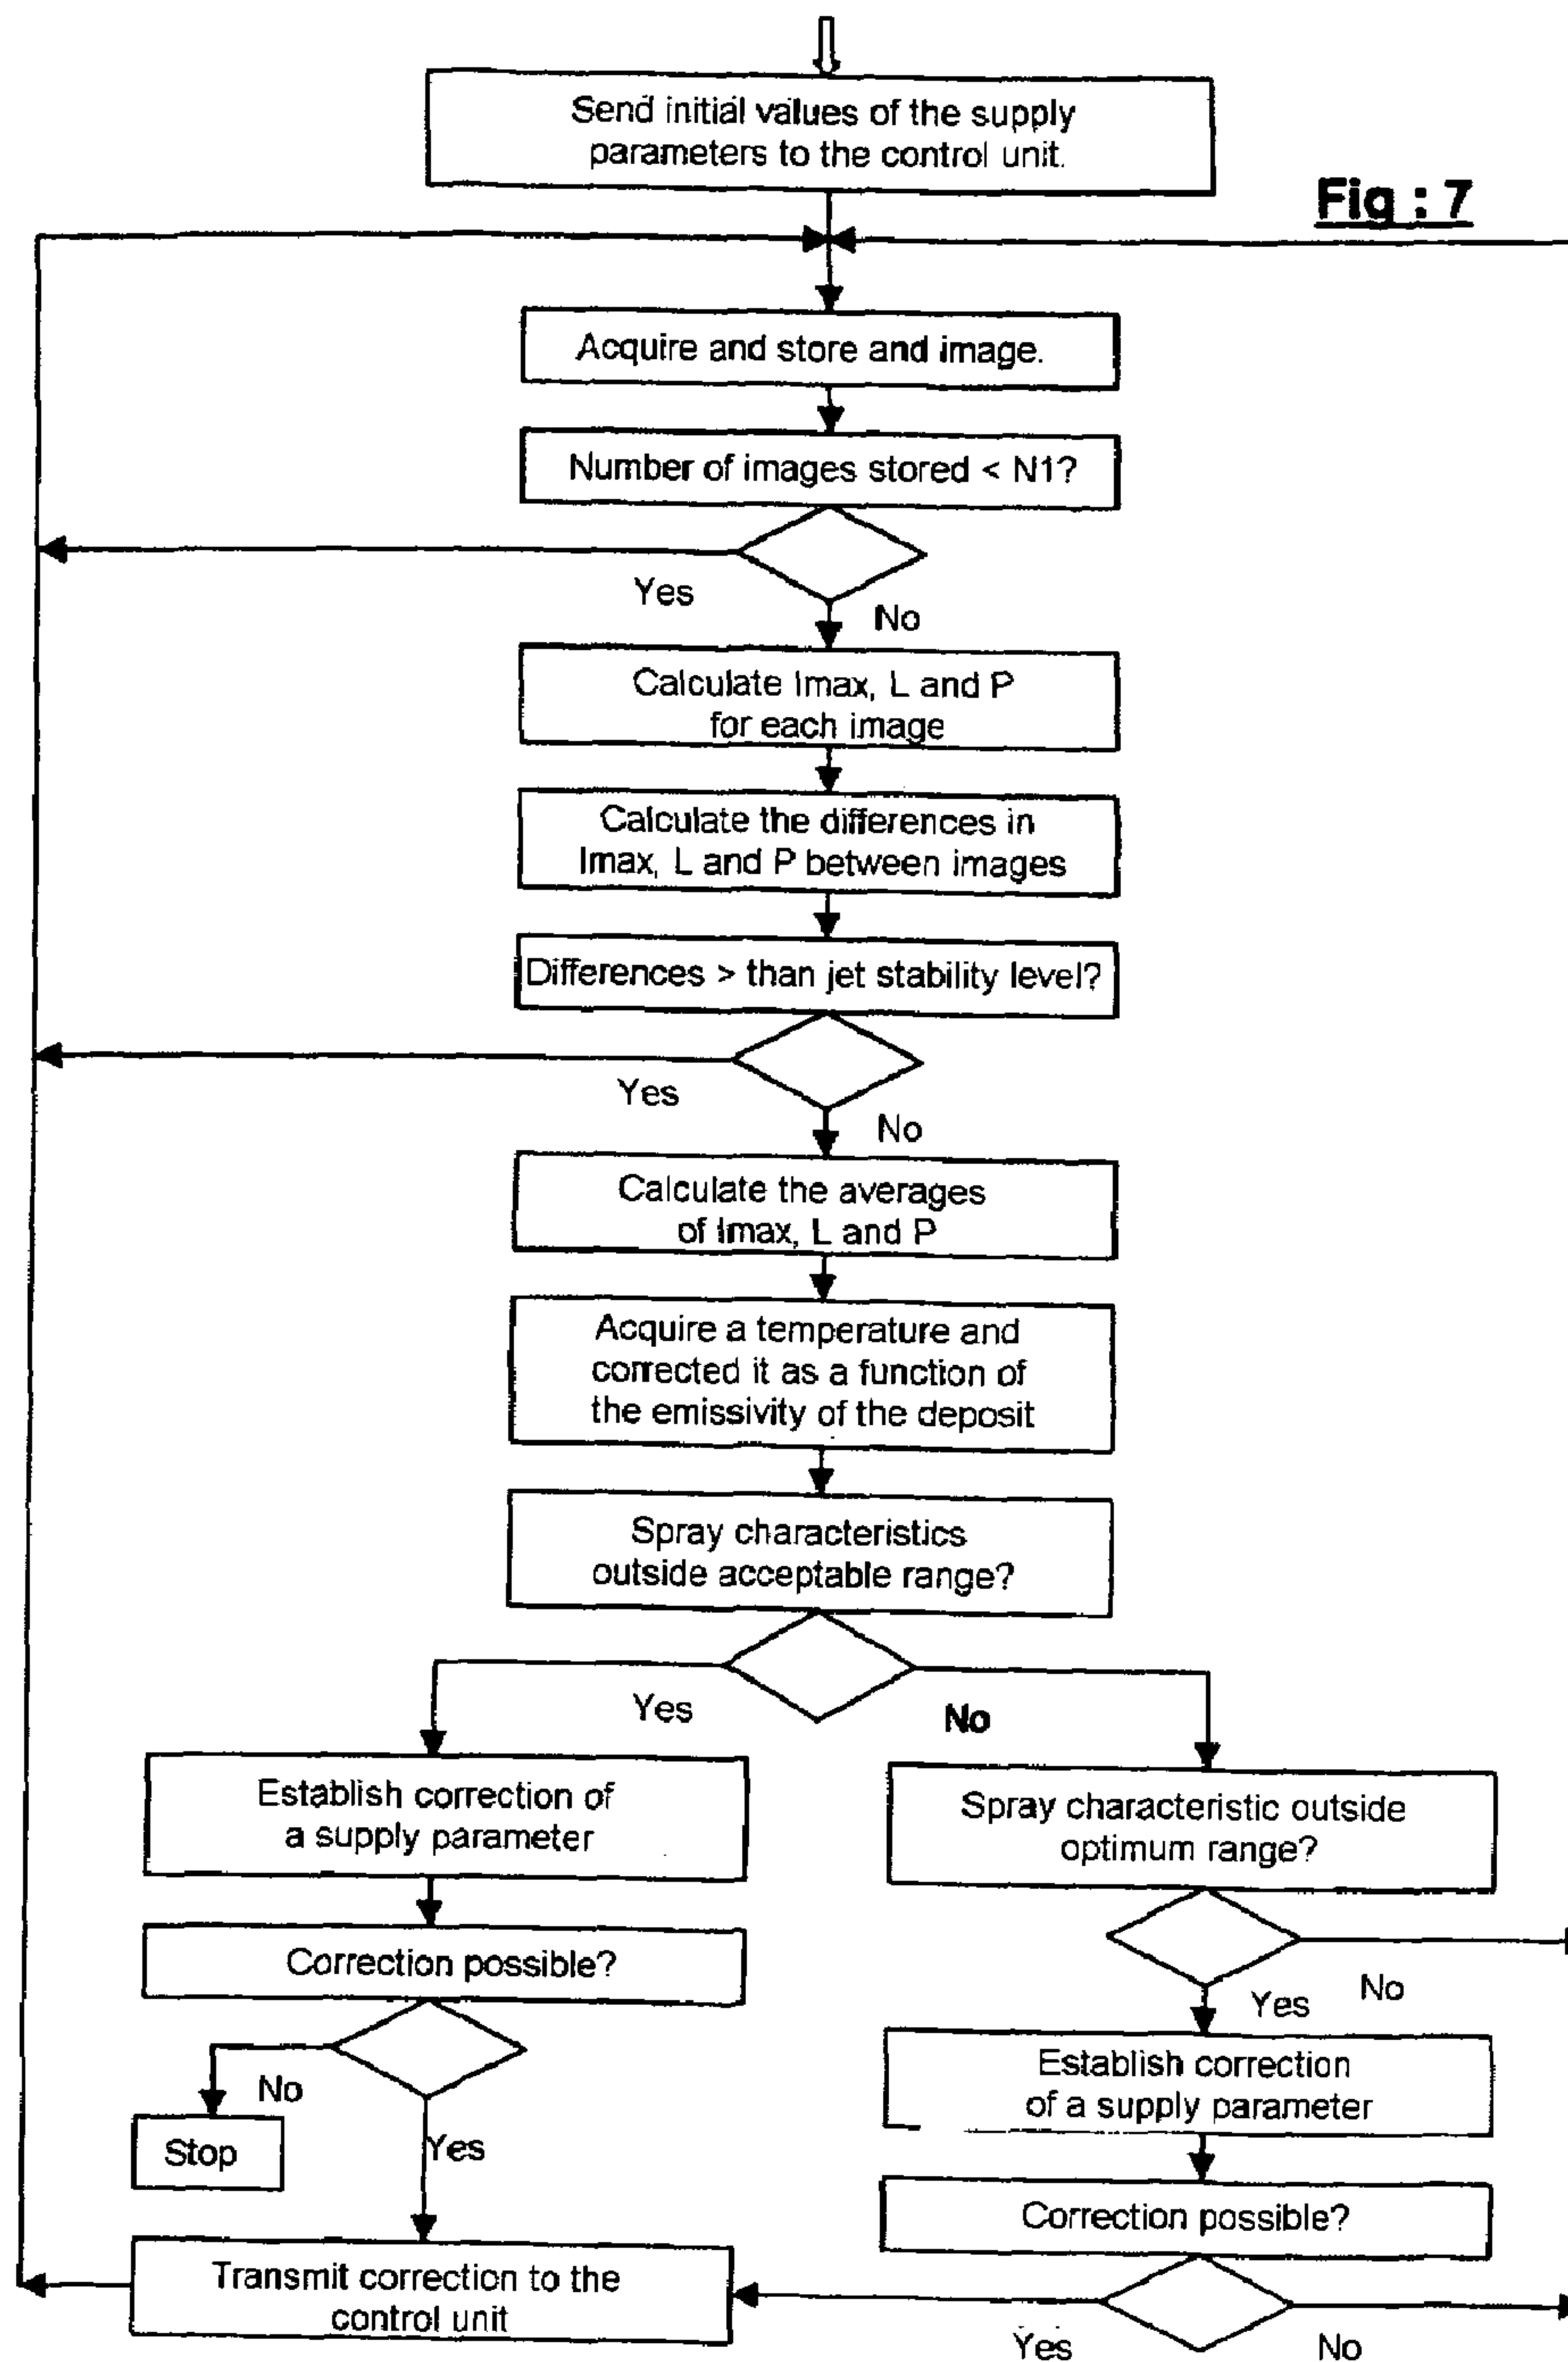 Send initial values of the supply
parameters to the control unit.
Fig : 7
Acquire and store and image.
Number of images stored < N1?
Yes
No
Calculate Imax, L and P
for each image
Calculate the differences in
Imax, L and P between images
Differences > than jet stability level?
Yes
No
Calculate the averages
of Imax, L and P
Acquire a temperature and
corrected it as a function of
the emissivity of the deposit
Spray characteristics
outside acceptable range?
Yes
No
Establish correction of
a supply parameter
Spray characteristic outside
optimum range?
Correction possible?
No
Yes
No
Establish correction
of a supply parameter
Stop
Yes
Correction possible?
Transmit correction to the
control unit
Yes
No